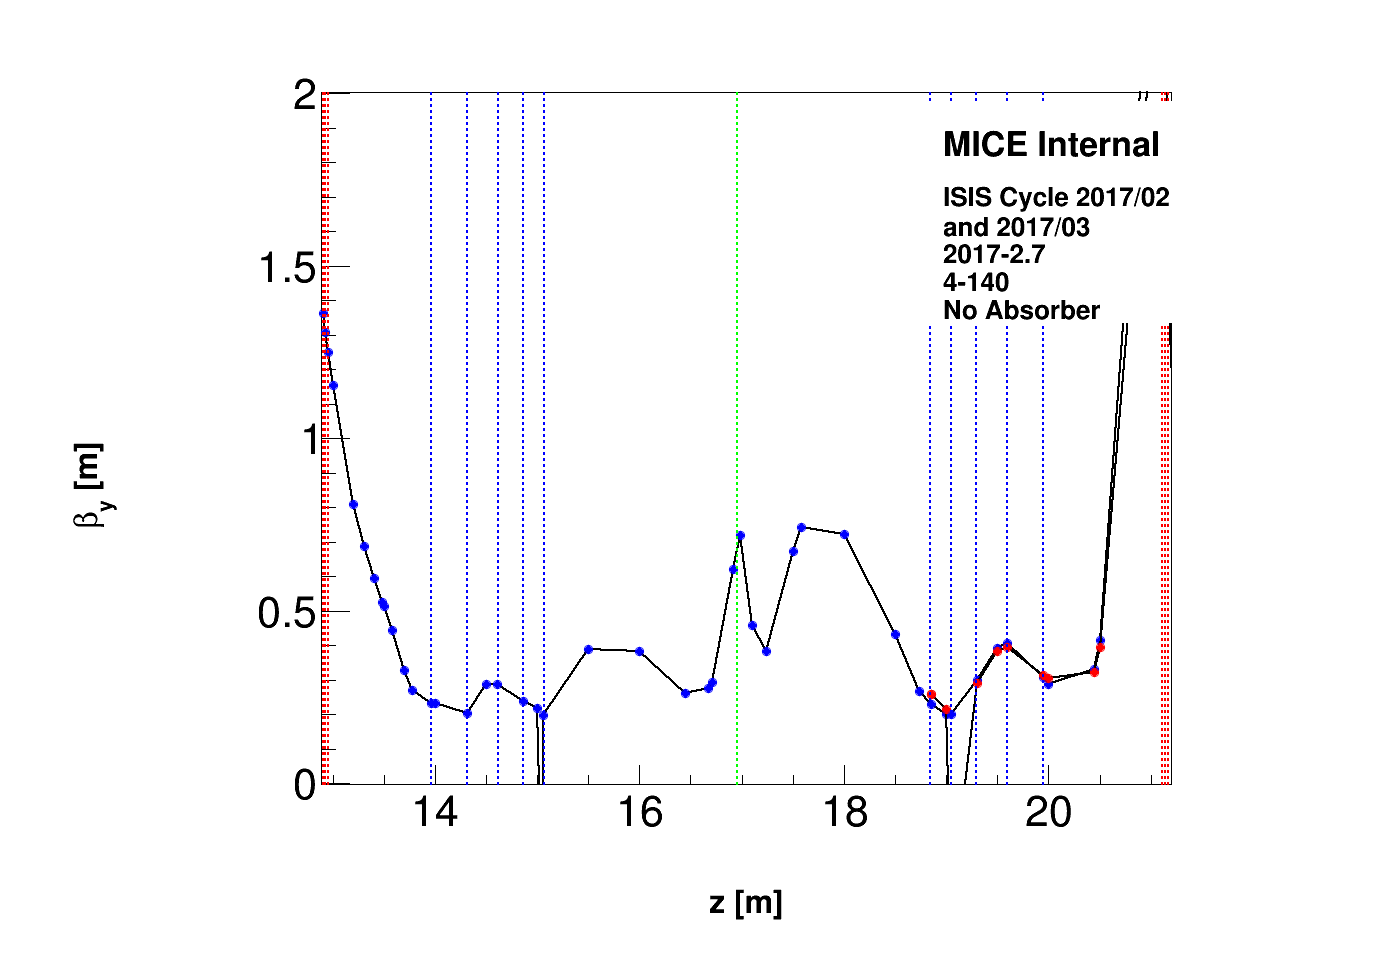 2
1.5
1
0.5
0
14 16 18 20
βy [m]
z [m]
MICE Internal
ISIS Cycle 2017/02
and 2017/03
2017-2.7
4-140
No Absorber